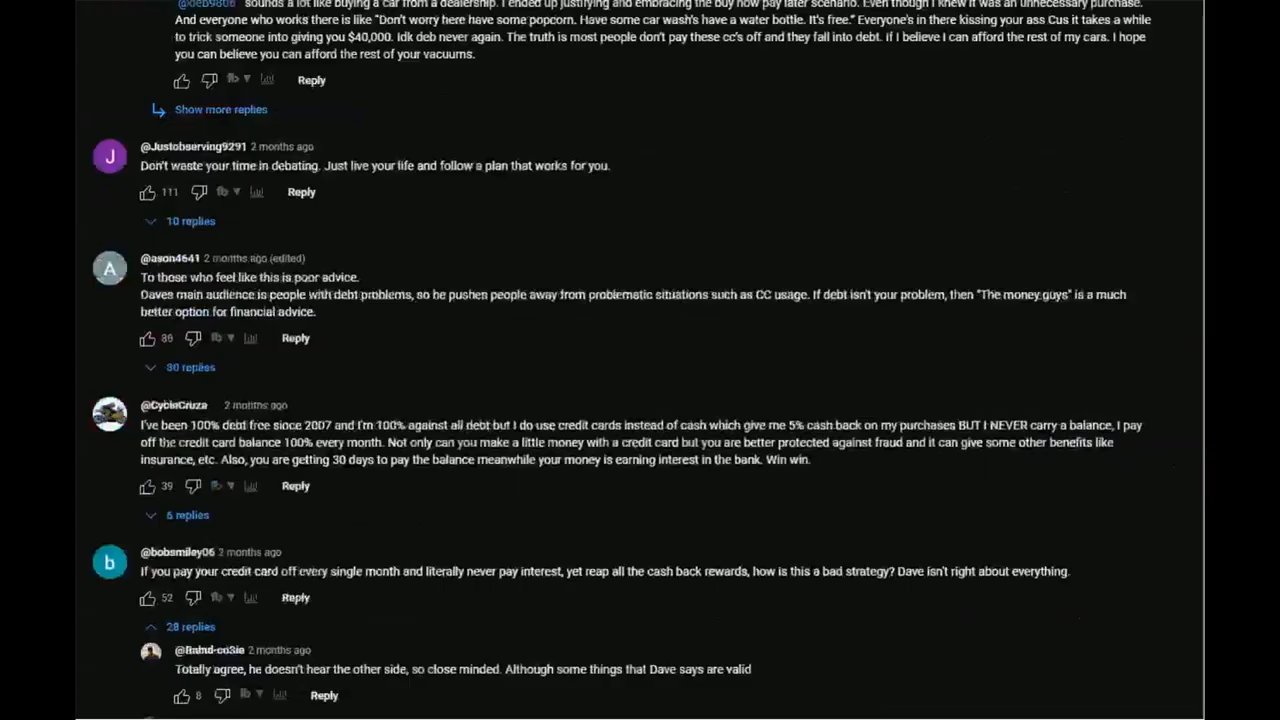 @deb9808 sounds a lot like buying a car from a dealership. I ended up justifying and embracing the buy now pay later scenario. Even though I knew it was an unnecessary purchase.
And everyone who works there is like "Don't worry here have some popcorn. Have some car wash's have a water bottle. It's free." Everyone's in there kissing your ass Cus it takes a while
to trick someone into giving you $40,000. Idk deb never again. The truth is most people don't pay these cc's off and they fall into debt. if I believe I can afford the rest of my cars. I hope
you can believe you can afford the rest of your vacuums.
Reply
Show more replies
J
@Justobserving9291 2 months ago
Don't waste your time in debating. Just live your life and follow a plan that works for you.
111 Reply
10 replies
A
@ason4641 2 months ago (edited)
To those who feel like this is poor advice.
Daves main audience is people with debt problems, so he pushes people away from problematic situations such as CC usage. If debt isn't your problem, then "The money guys" is a much
better option for financial advice.
86 Reply
30 replies
2 months ago
I've been 100% debt free since 2007 and I'm 100% against all debt but I do use credit cards instead of cash which give me 5% cash back on my purchases BUT I NEVER carry a balance, I pay
off the credit card balance 100% every month. Not only can you make a little money with a credit card but you are better protected against fraud and it can give some other benefits like
insurance, etc. Also, you are getting 30 days to pay the balance meanwhile your money is earning interest in the bank. Win win.
39 Reply
6 replies
b
@bobsmiley06 2 months ago
If you pay your credit card off every single month and literally never pay interest, yet reap all the cash back rewards, how is this a bad strategy? Dave isn't right about everything.
52 Reply
28 replies
2 months ago
Totally agree, he doesn't hear the other side, so close minded. Although some things that Dave says are valid
8 Reply